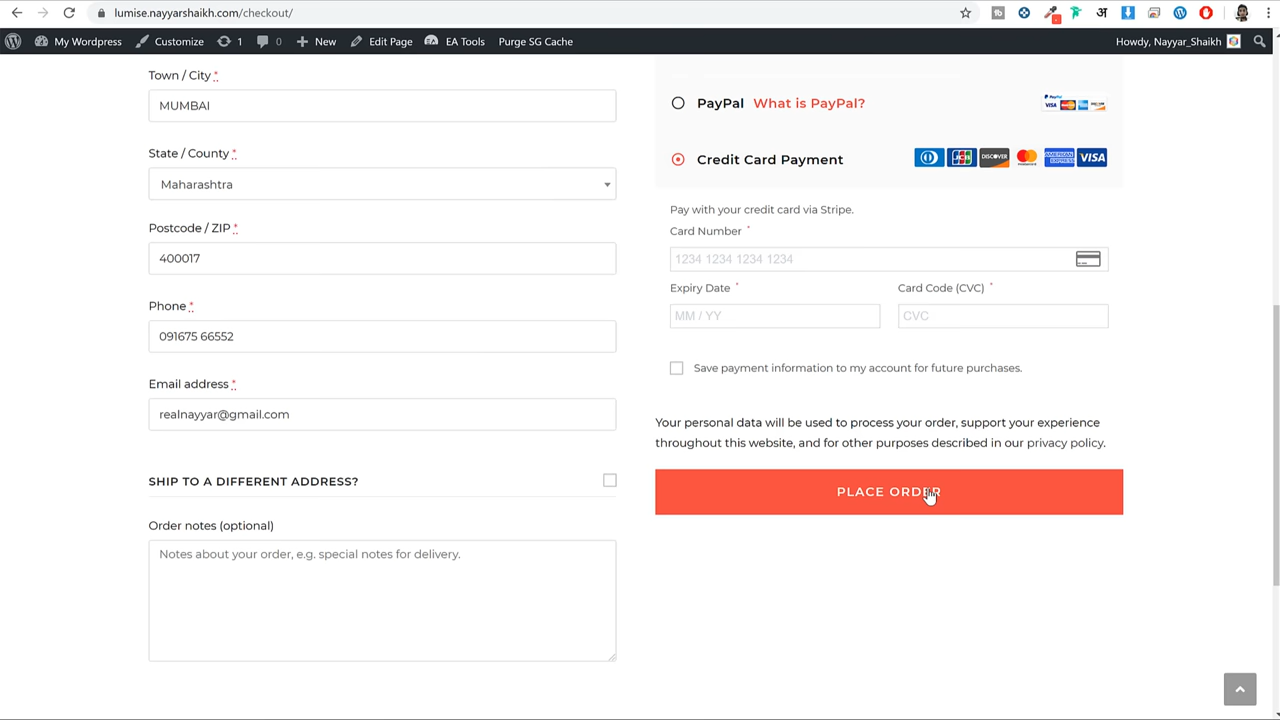 lumise.nayyarshaikh.com/checkout/
My Wordpress
Customize
1
0
New
Edit Page
EA Tools
Purge SG Cache
Howdy, Nayyar_Shaikh
Town / City *
MUMBAI
State / County *
Maharashtra
Postcode / ZIP *
400017
Phone *
091675 66552
Email address *
realnayyar@gmail.com
SHIP TO A DIFFERENT ADDRESS?
Order notes (optional)
Notes about your order, e.g. special notes for delivery.
PayPal What is PayPal?
Credit Card Payment
DISCOVER
VISA
Pay with your credit card via Stripe.
Card Number *
1234 1234 1234 1234
Expiry Date *
Card Code (CVC) *
MM / YY
CVC
Save payment information to my account for future purchases.
Your personal data will be used to process your order, support your experience
throughout this website, and for other purposes described in our privacy policy.
PLACE ORDER